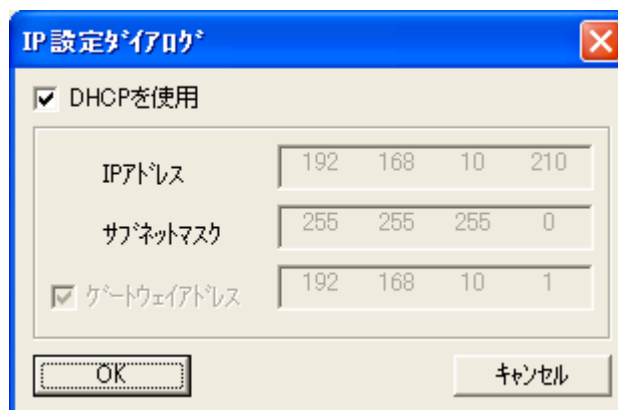 IP 設定ﾀﾞｲｱﾛｸﾞ
DHCPを使用
IPｱﾄﾞﾚｽ 192 168 10 210
ｻﾌﾞﾈｯﾄﾏｽｸ 255 255 255 0
ｹﾞｰﾄｳｪｲｱﾄﾞﾚｽ 192 168 10 1
OK ｷｬﾝｾﾙ